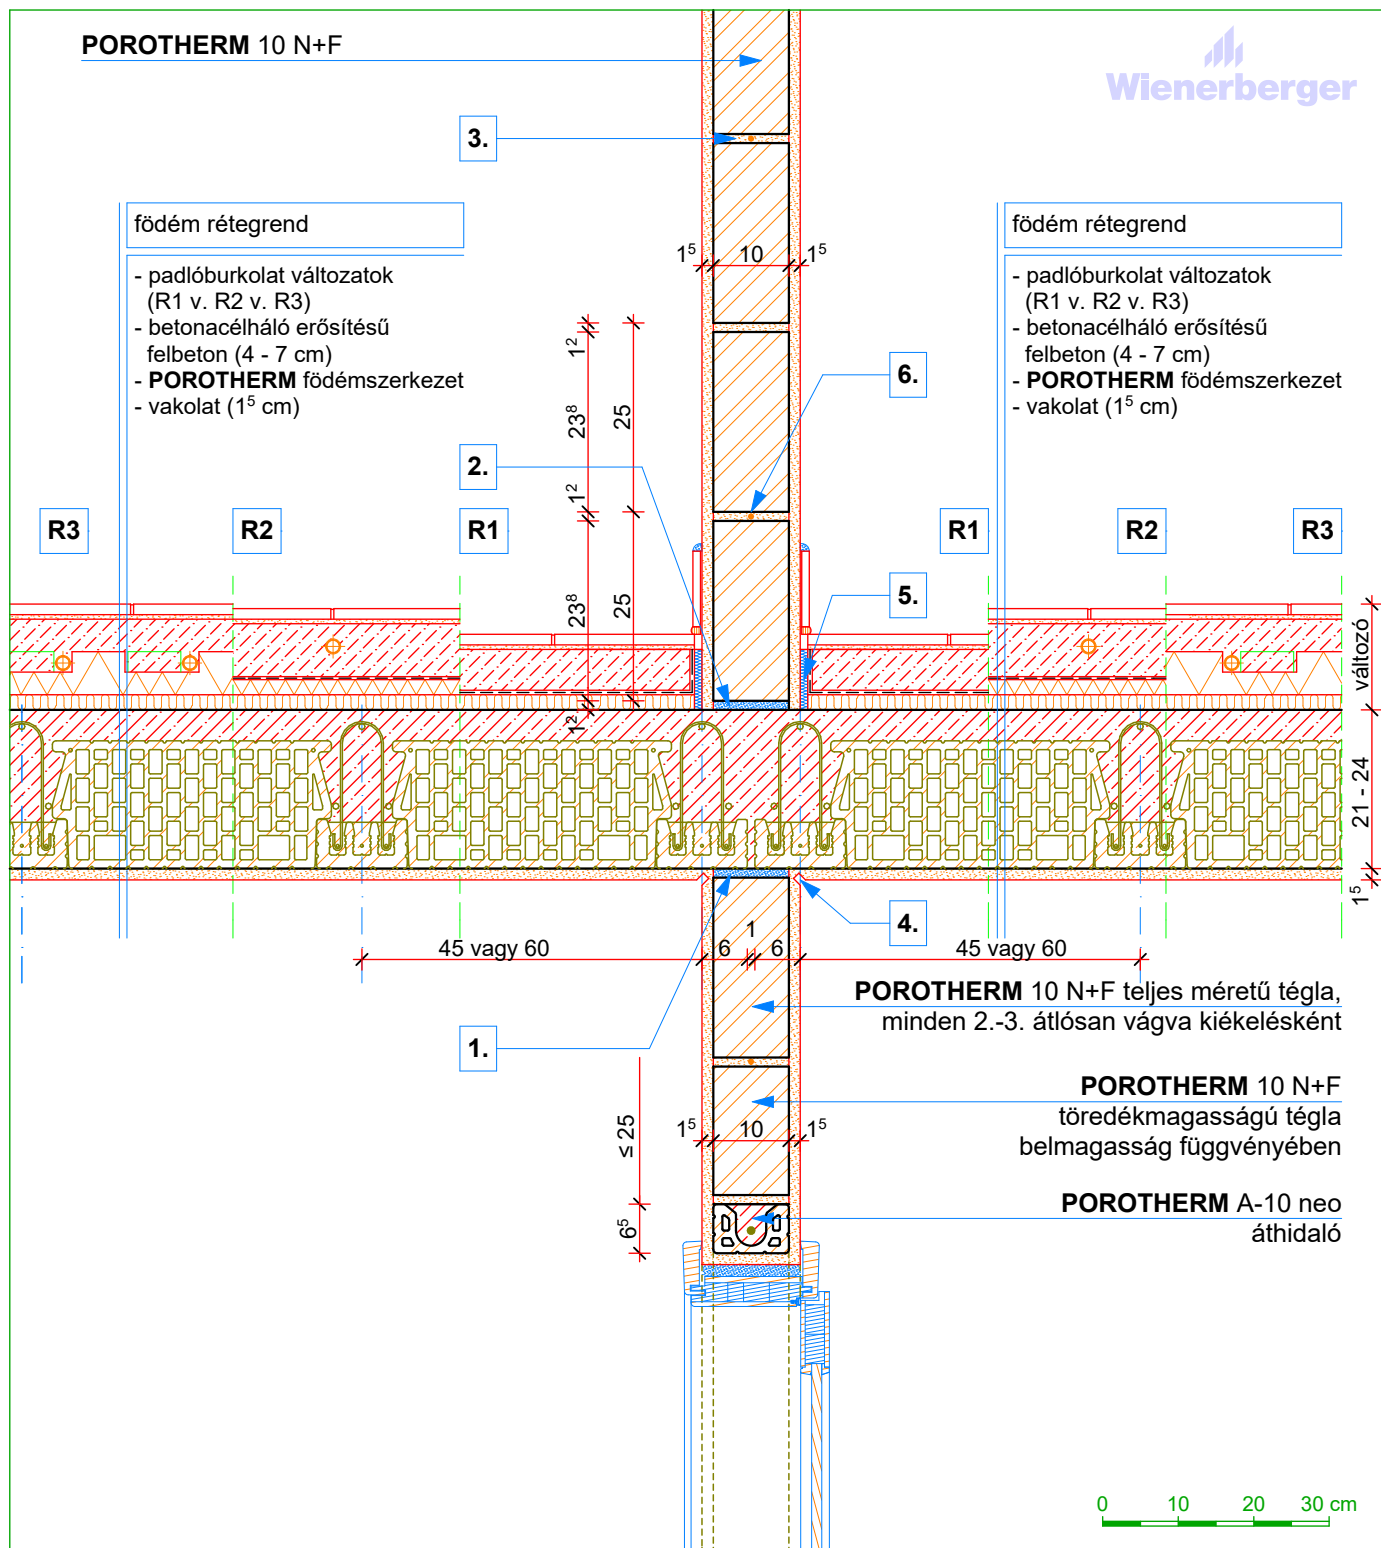 POROTHERM 10 N+F
Wienerberger
3.
födém rétegrend
- padlóburkolat változatok
(R1 v. R2 v. R3)
- betonacélháló erősítésű
felbeton (4 - 7 cm)
- POROTHERM födémszerkezet
- vakolat (1⁵ cm)
födém rétegrend
- padlóburkolat változatok
(R1 v. R2 v. R3)
- betonacélháló erősítésű
felbeton (4 - 7 cm)
- POROTHERM födémszerkezet
- vakolat (1⁵ cm)
1⁵ 10 1⁵
1²
23⁸
25
6.
2.
1²
R3 R2 R1
R1 R2 R3
23⁸
25
5.
1²
változó
21 - 24
1⁵
4.
45 vagy 60 6 1 6 45 vagy 60
POROTHERM 10 N+F teljes méretű tégla,
minden 2.-3. átlósan vágva kiékelésként
1.
POROTHERM 10 N+F
töredékmagasságú tégla
belmagasság függvényében
≤ 25
1⁵ 10 1⁵
POROTHERM A-10 neo
áthidaló
6⁵
0 10 20 30 cm